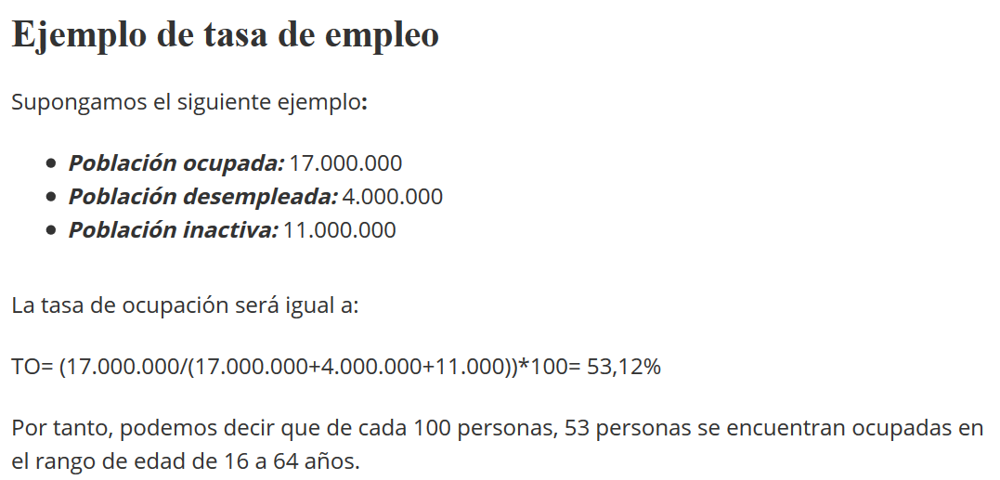 Ejemplo de tasa de empleo
Supongamos el siguiente ejemplo:
• Población ocupada: 17.000.000
• Población desempleada: 4.000.000
• Población inactiva: 11.000.000
La tasa de ocupación será igual a:
TO= (17.000.000/(17.000.000+4.000.000+11.000))*100= 53,12%
Por tanto, podemos decir que de cada 100 personas, 53 personas se encuentran ocupadas en
el rango de edad de 16 a 64 años.